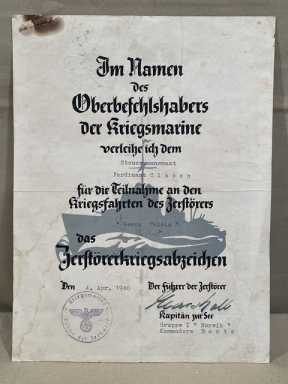 Im Namen
des
Oberbefehlshabers
der Kriegsmarine
verleihe ich dem
Steuermannsmaat
Ferdinant Clasen
für die Teilnahme an den
Kriegsfahrten des Zerstörers
"Georg Thiele"
das
Zerstörerkriegsabzeichen
Den 4. Apr. 1940 Der Führer der Zerstörer
Kapitän zur See
Gruppe I "Narvik"
Kommodore Bonte